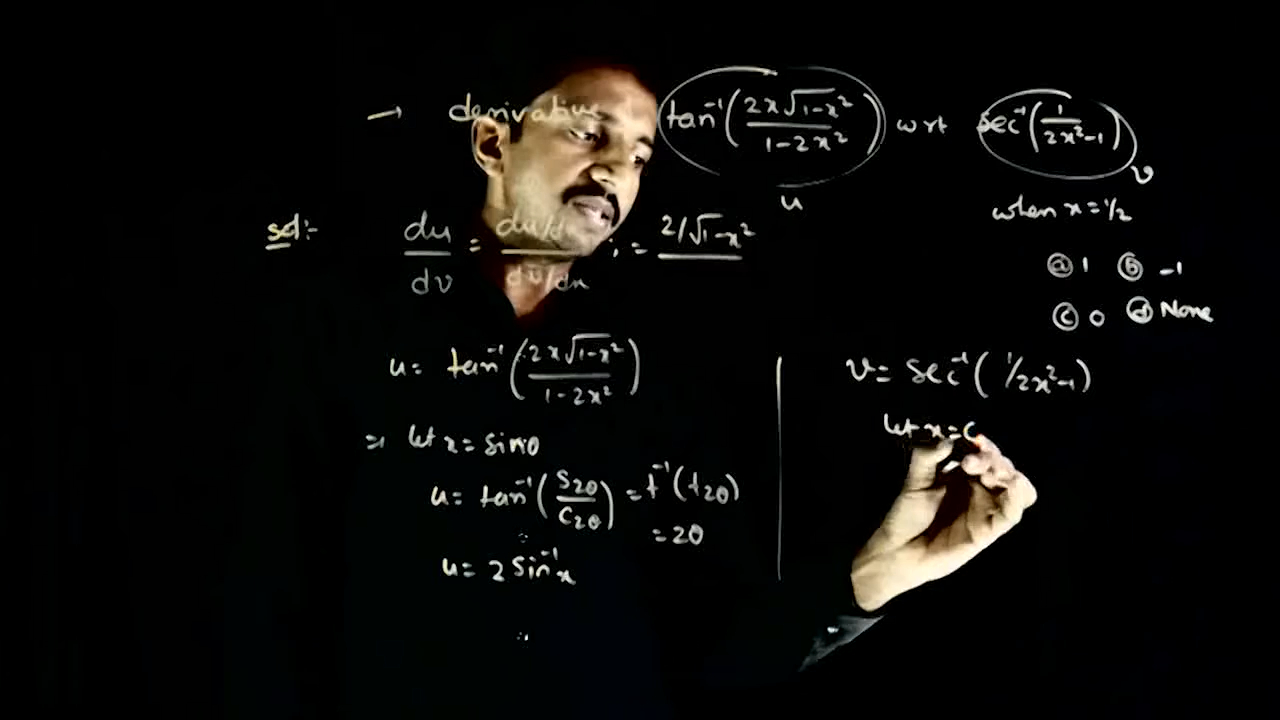 → derivative tan⁻¹(2x√1-x² / 1-2x²) wrt sec⁻¹(1/2x²-1)
u
v
when x=1/2
ⓐ 1 ⓑ -1
ⓒ 0 ⓓ None
sol:-
du/dv = du/d / dv/dx ; = 2/√1-x² /
u = tan⁻¹(2x√1-x² / 1-2x²)
⇒ let x = sinθ
u = tan⁻¹(S2θ / C2θ) = t⁻¹(t2θ)
= 2θ
u = 2 sin⁻¹x
v = sec⁻¹(1/2x²-1)
let x = c